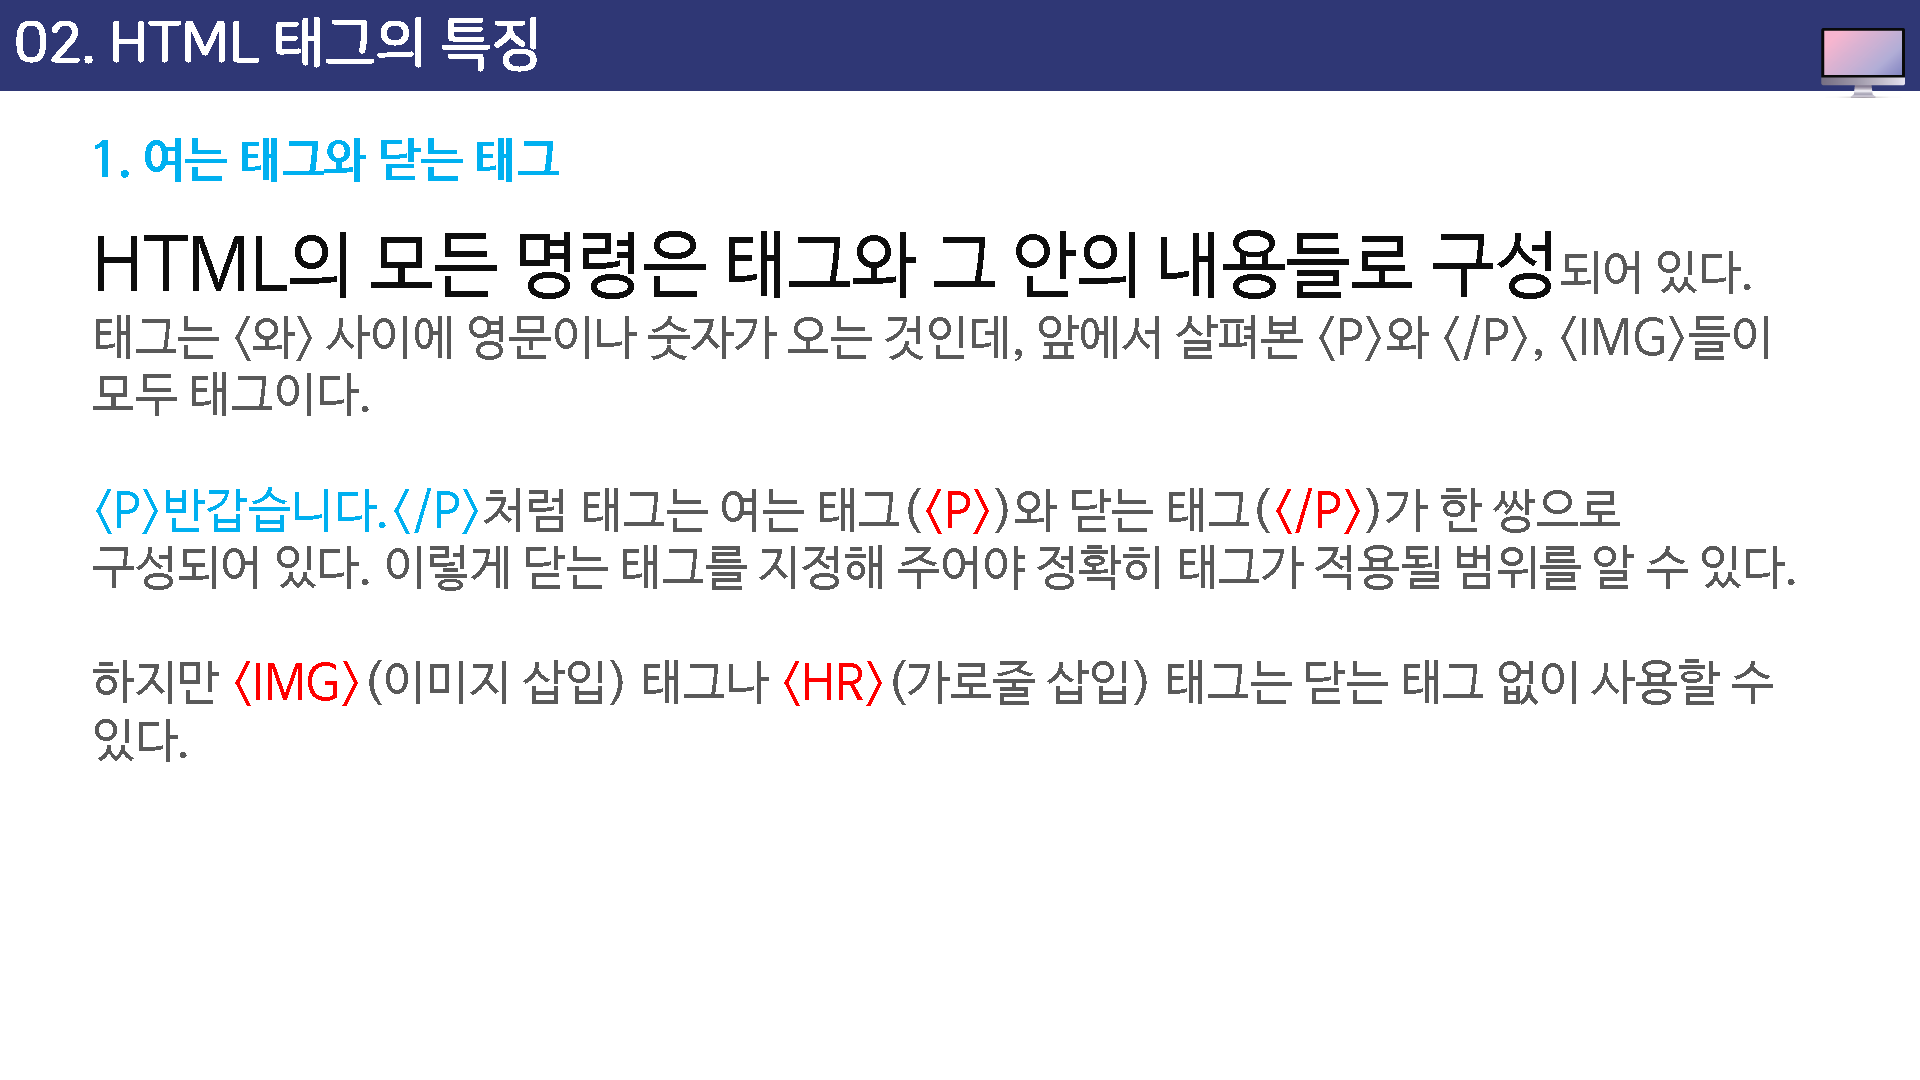 02. HTML 태그의 특징
1. 여는 태그와 닫는 태그
HTML의 모든 명령은 태그와 그 안의 내용들로 구성되어 있다.
태그는 〈와〉 사이에 영문이나 숫자가 오는 것인데, 앞에서 살펴본 〈P〉와 〈/P〉, 〈IMG〉들이
모두 태그이다.
〈P〉반갑습니다.〈/P〉처럼 태그는 여는 태그(〈P〉)와 닫는 태그(〈/P〉)가 한 쌍으로
구성되어 있다. 이렇게 닫는 태그를 지정해 주어야 정확히 태그가 적용될 범위를 알 수 있다.
하지만 〈IMG〉(이미지 삽입) 태그나 〈HR〉(가로줄 삽입) 태그는 닫는 태그 없이 사용할 수
있다.